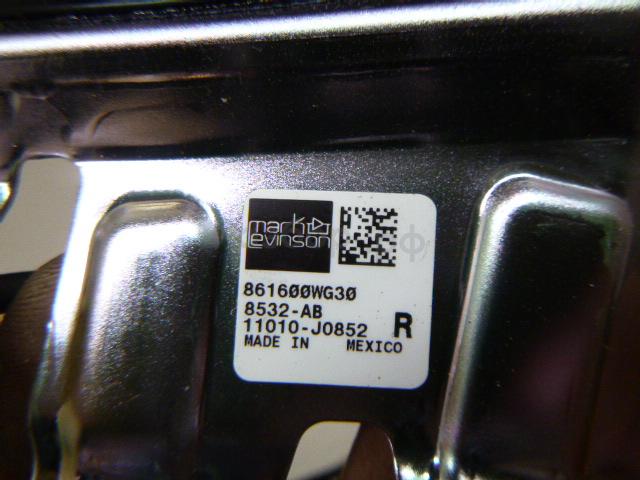 mark
levinson
861600WG30
8532-AB
11010-J0852 R
MADE IN MEXICO